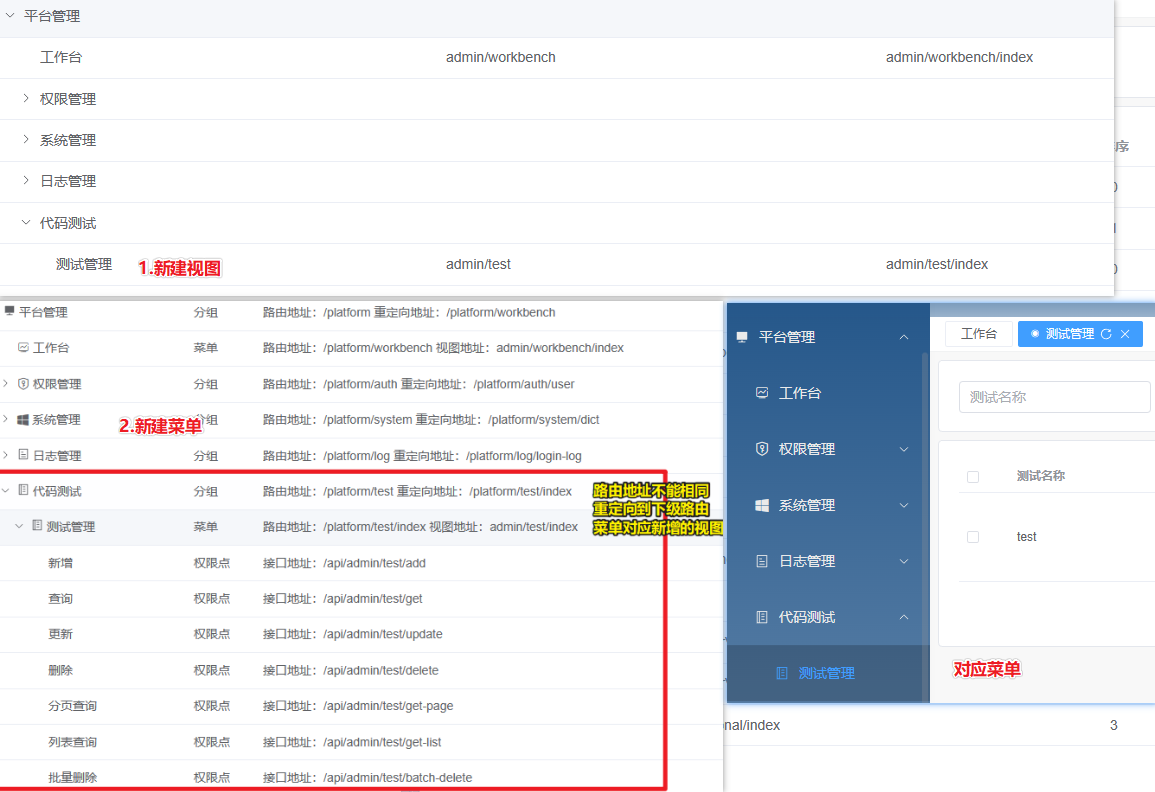 平台管理
工作台 admin/workbench admin/workbench/index
权限管理
系统管理
日志管理
代码测试
测试管理 1.新建视图 admin/test admin/test/index
平台管理 分组 路由地址：/platform 重定向地址：/platform/workbench
工作台 菜单 路由地址：/platform/workbench 视图地址：admin/workbench/index
权限管理 分组 路由地址：/platform/auth 重定向地址：/platform/auth/user
系统管理 分组 路由地址：/platform/system 重定向地址：/platform/system/dict
2.新建菜单
日志管理 分组 路由地址：/platform/log 重定向地址：/platform/log/login-log
代码测试 分组 路由地址：/platform/test 重定向地址：/platform/test/index
测试管理 菜单 路由地址：/platform/test/index 视图地址：admin/test/index
路由地址不能相同
重定向到下级路由
菜单对应新增的视图
新增 权限点 接口地址：/api/admin/test/add
查询 权限点 接口地址：/api/admin/test/get
更新 权限点 接口地址：/api/admin/test/update
删除 权限点 接口地址：/api/admin/test/delete
分页查询 权限点 接口地址：/api/admin/test/get-page
列表查询 权限点 接口地址：/api/admin/test/get-list
批量删除 权限点 接口地址：/api/admin/test/batch-delete
平台管理
工作台
权限管理
系统管理
日志管理
代码测试
测试管理
工作台 测试管理
测试名称
测试名称
test
对应菜单
nal/index 3